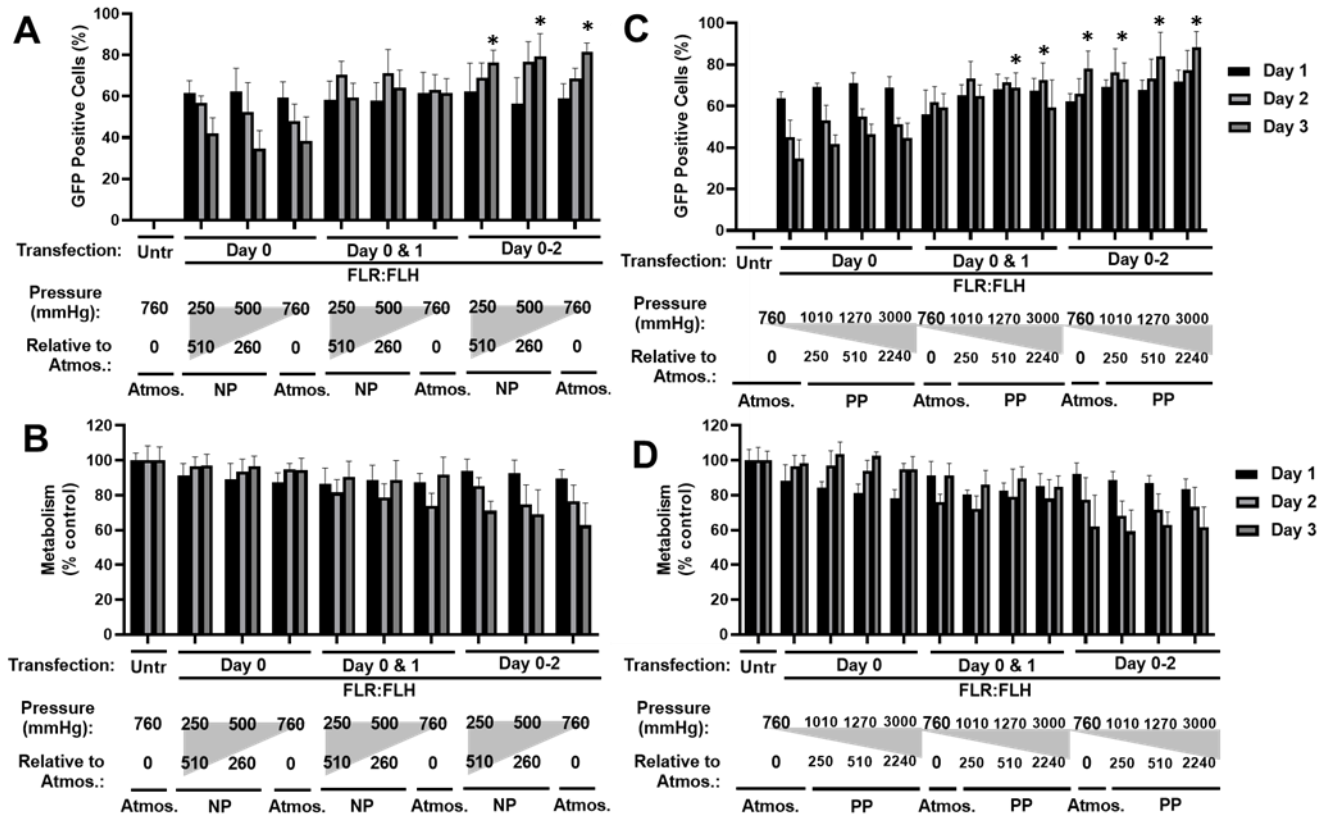 A
GFP Positive Cells (%)
100
80
60
40
20
0
* * *
Transfection: Untr Day 0 Day 0 & 1 Day 0-2
FLR:FLH
Pressure (mmHg): 760 250 500 760 250 500 760 250 500 760
Relative to Atmos.: 0 510 260 0 510 260 0 510 260 0
Atmos. NP Atmos. NP Atmos. NP Atmos.
C
GFP Positive Cells (%)
100
80
60
40
20
0
* * * * * *
Day 1
Day 2
Day 3
Transfection: Untr Day 0 Day 0 & 1 Day 0-2
FLR:FLH
Pressure (mmHg): 760 1010 1270 3000 760 1010 1270 3000 760 1010 1270 3000
Relative to Atmos.: 0 250 510 2240 0 250 510 2240 0 250 510 2240
Atmos. PP Atmos. PP Atmos. PP
B
Metabolism
(% control)
120
100
80
60
40
20
0
Transfection: Untr Day 0 Day 0 & 1 Day 0-2
FLR:FLH
Pressure (mmHg): 760 250 500 760 250 500 760 250 500 760
Relative to Atmos.: 0 510 260 0 510 260 0 510 260 0
Atmos. NP Atmos. NP Atmos. NP Atmos.
D
Metabolism
(% control)
120
100
80
60
40
20
0
Day 1
Day 2
Day 3
Transfection: Untr Day 0 Day 0 & 1 Day 0-2
FLR:FLH
Pressure (mmHg): 760 1010 1270 3000 760 1010 1270 3000 760 1010 1270 3000
Relative to Atmos.: 0 250 510 2240 0 250 510 2240 0 250 510 2240
Atmos. PP Atmos. PP Atmos. PP